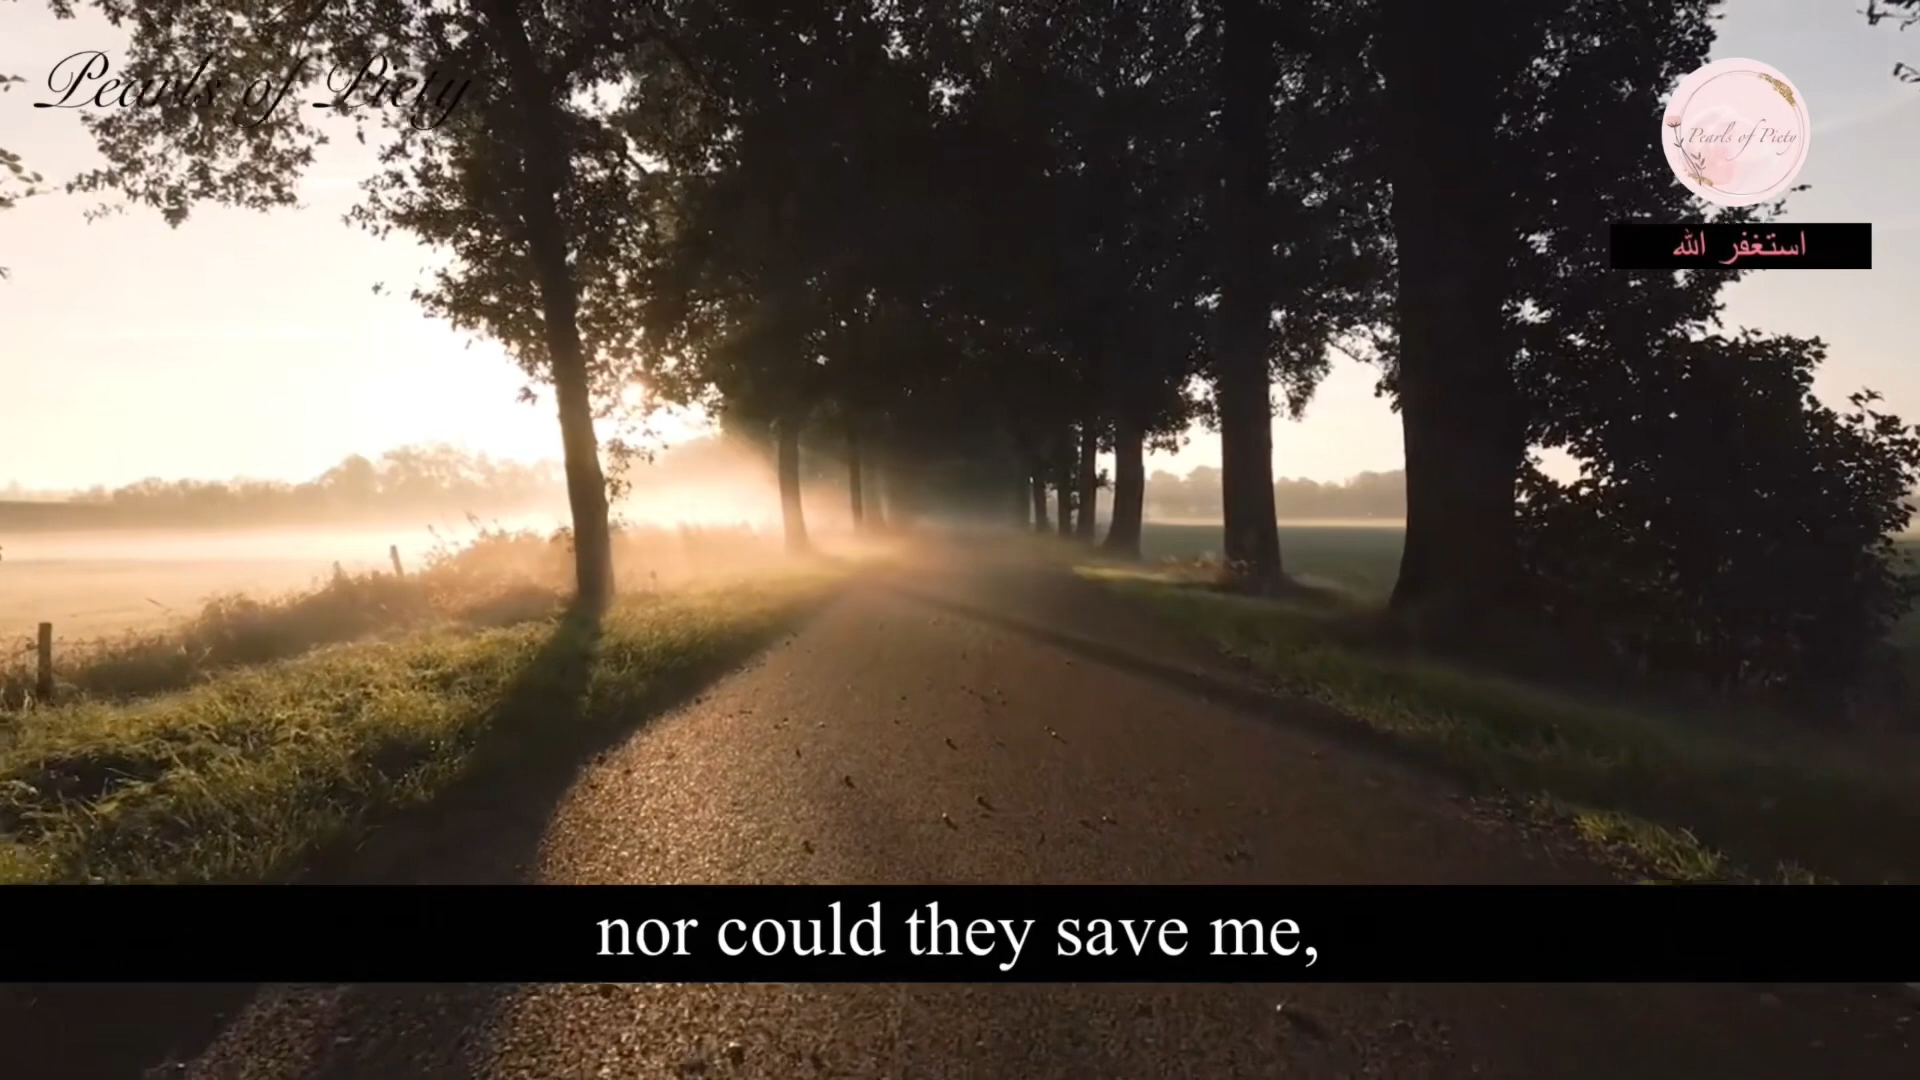 Pearls of Piety
Pearls of Piety
استغفر الله
nor could they save me,